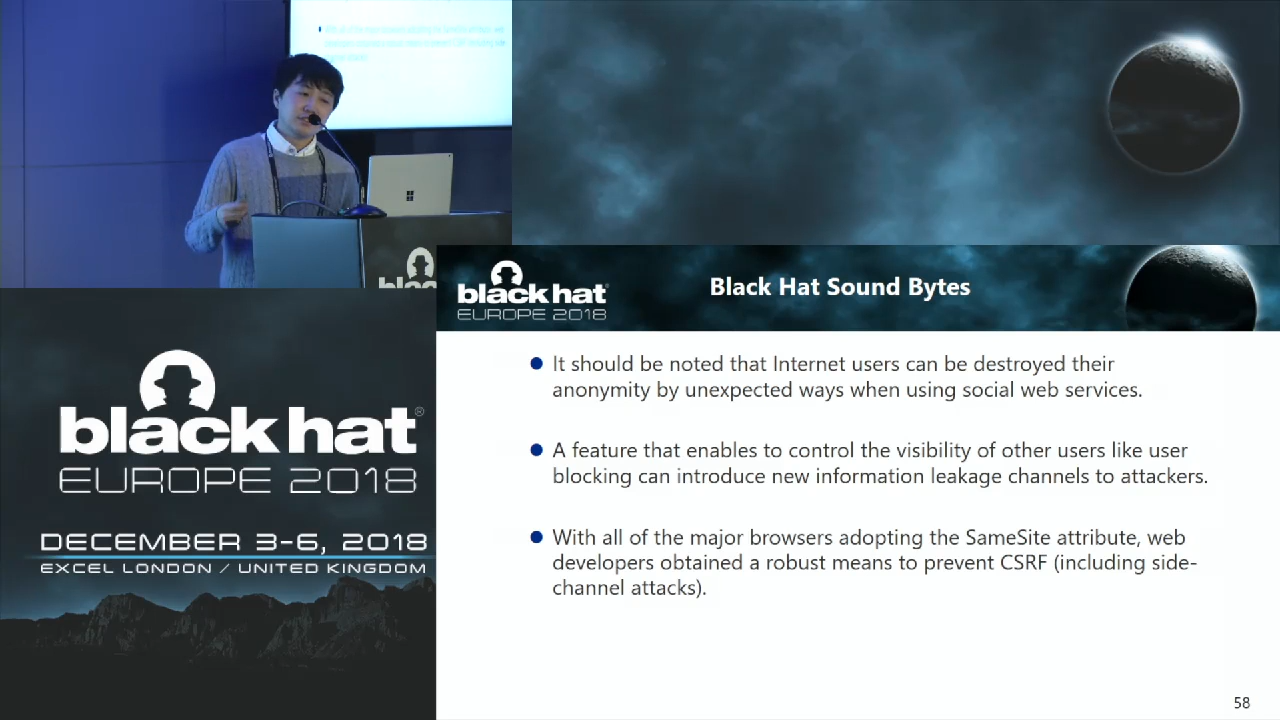 black hat
EUROPE 2018
Black Hat Sound Bytes
It should be noted that Internet users can be destroyed their
anonymity by unexpected ways when using social web services.
A feature that enables to control the visibility of other users like user
blocking can introduce new information leakage channels to attackers.
With all of the major browsers adopting the SameSite attribute, web
developers obtained a robust means to prevent CSRF (including side-
channel attacks).
58
black hat®
EUROPE 2018
DECEMBER 3-6, 2018
EXCEL LONDON / UNITED KINGDOM